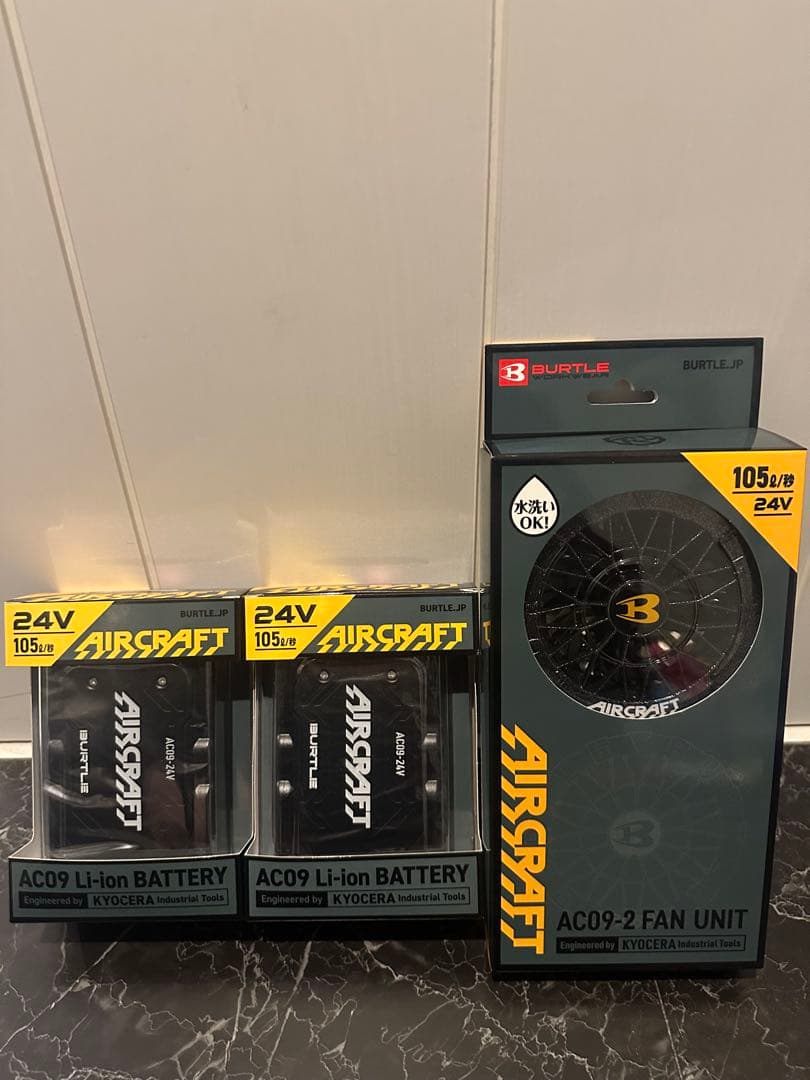 24V
105ℓ/秒
BURTLE.JP
AIRCRAFT
AIRCRAFT
BURTLE
AC09-24V
AC09 Li-ion BATTERY
Engineered by KYOCERA Industrial Tools
24V
105ℓ/秒
BURTLE.JP
AIRCRAFT
AIRCRAFT
BURTLE
AC09-24V
AC09 Li-ion BATTERY
Engineered by KYOCERA Industrial Tools
B BURTLE
WORKWEAR
BURTLE.JP
105ℓ/秒
24V
水洗い
OK!
B
AIRCRAFT
AIRCRAFT
B
AC09-2 FAN UNIT
Engineered by KYOCERA Industrial Tools